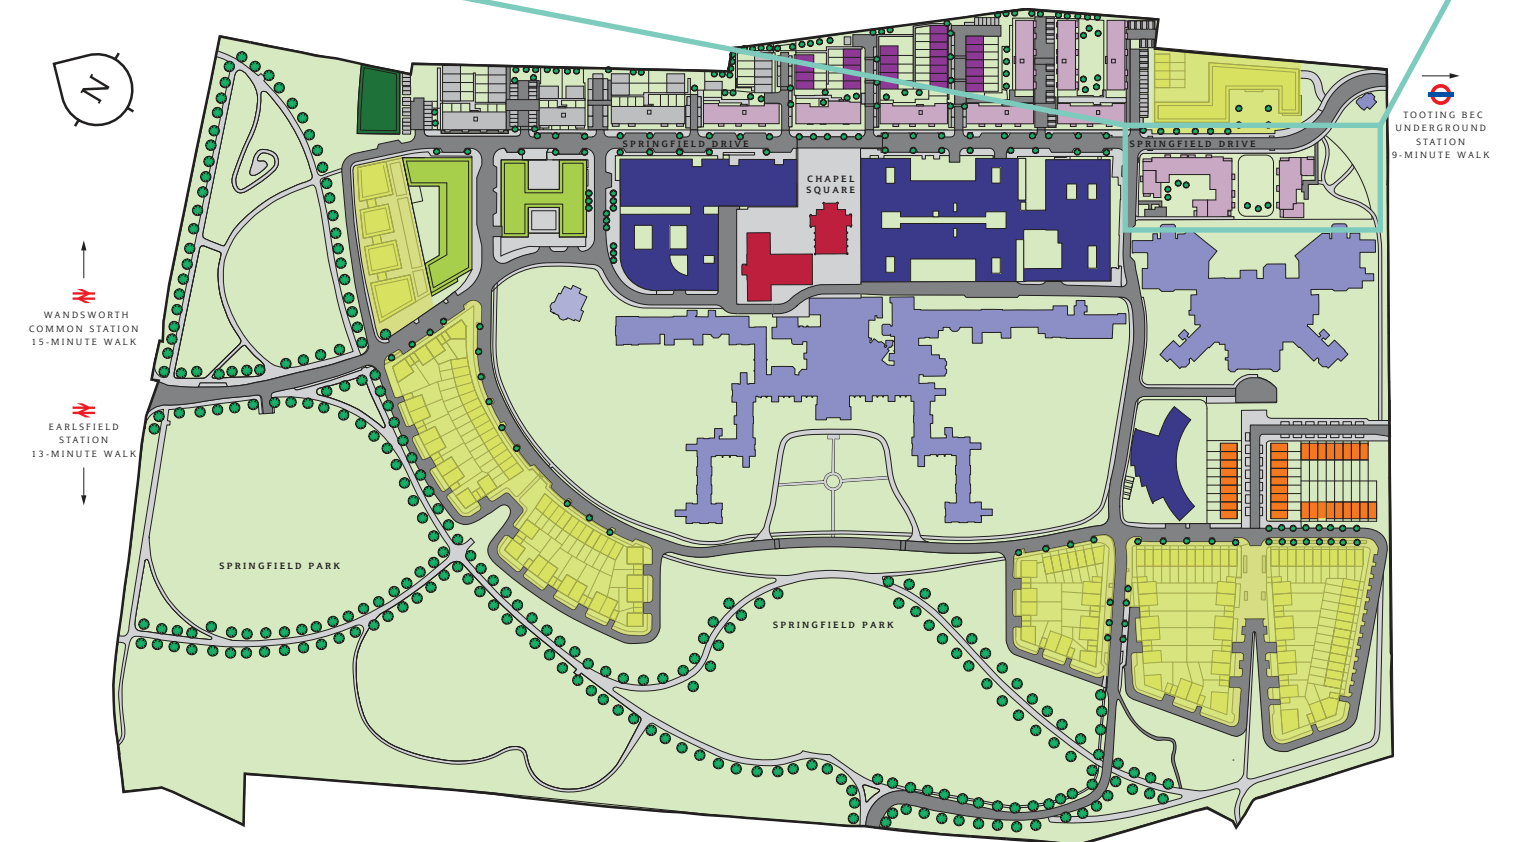 N
SPRINGFIELD DRIVE
SPRINGFIELD DRIVE
TOOTING BEC
UNDERGROUND
STATION
9-MINUTE WALK
CHAPEL
SQUARE
WANDSWORTH
COMMON STATION
15-MINUTE WALK
EARLSFIELD
STATION
13-MINUTE WALK
SPRINGFIELD PARK
SPRINGFIELD PARK